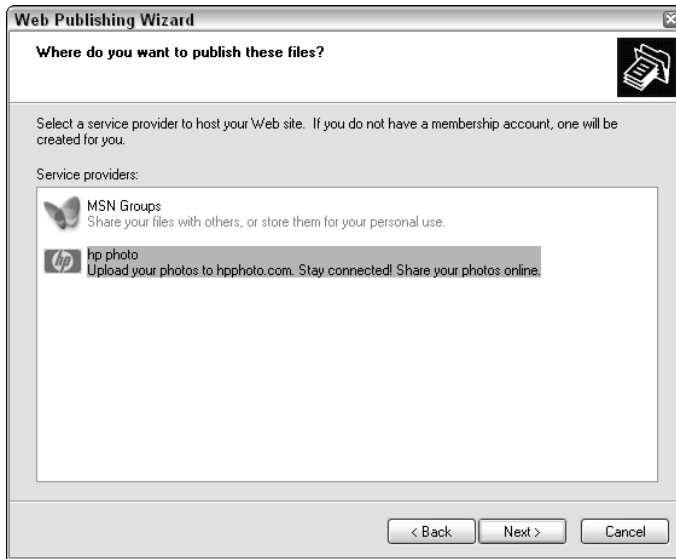 Web Publishing Wizard
Where do you want to publish these files?
Select a service provider to host your Web site. If you do not have a membership account, one will be
created for you.
Service providers:
MSN Groups
Share your files with others, or store them for your personal use.
hp
hp photo
Upload your photos to hpphoto.com. Stay connected! Share your photos online.
< Back Next > Cancel